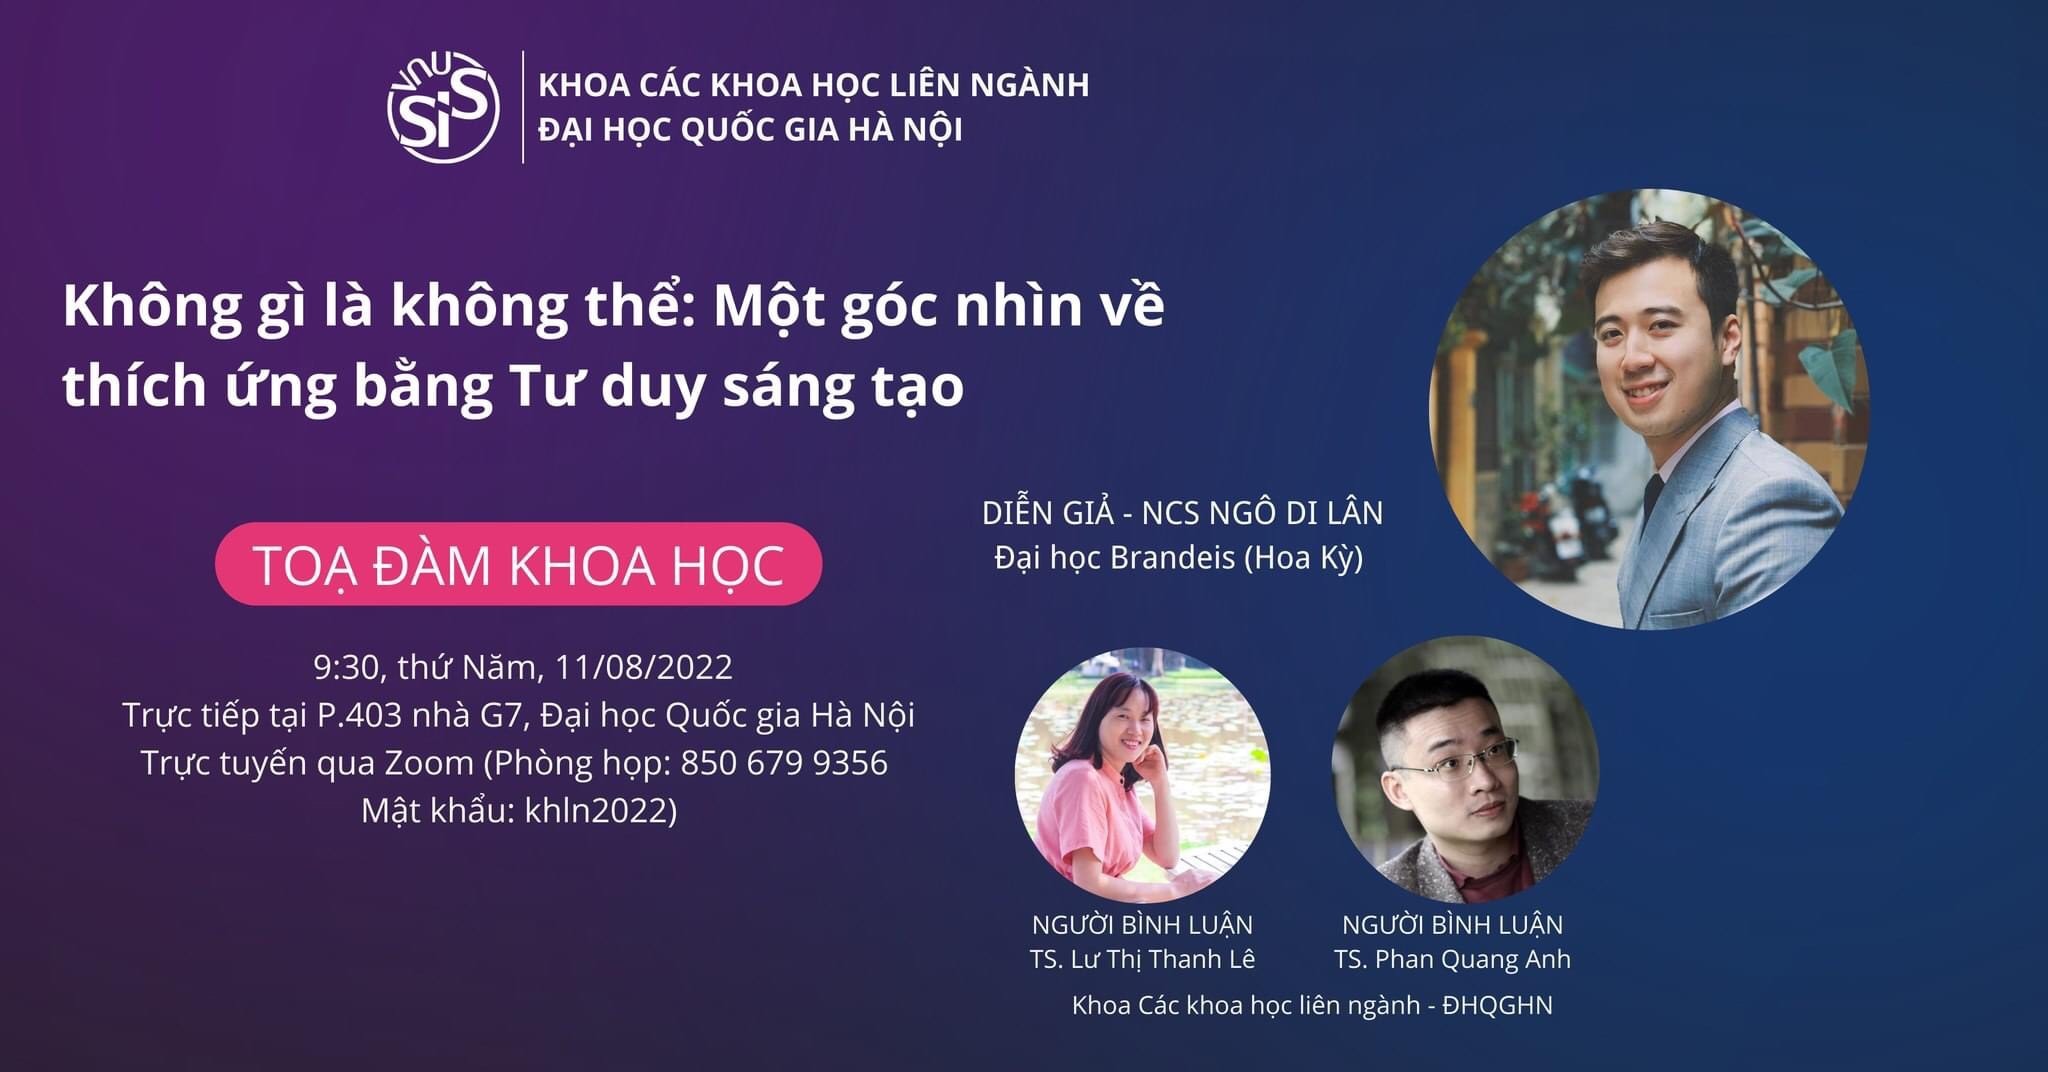 VNU
SIS
KHOA CÁC KHOA HỌC LIÊN NGÀNH
ĐẠI HỌC QUỐC GIA HÀ NỘI
Không gì là không thể: Một góc nhìn về
thích ứng bằng Tư duy sáng tạo
TOẠ ĐÀM KHOA HỌC
9:30, thứ Năm, 11/08/2022
Trực tiếp tại P.403 nhà G7, Đại học Quốc gia Hà Nội
Trực tuyến qua Zoom (Phòng họp: 850 679 9356
Mật khẩu: khln2022)
DIỄN GIẢ - NCS NGÔ DI LÂN
Đại học Brandeis (Hoa Kỳ)
NGƯỜI BÌNH LUẬN
TS. Lư Thị Thanh Lê
NGƯỜI BÌNH LUẬN
TS. Phan Quang Anh
Khoa Các khoa học liên ngành - ĐHQGHN